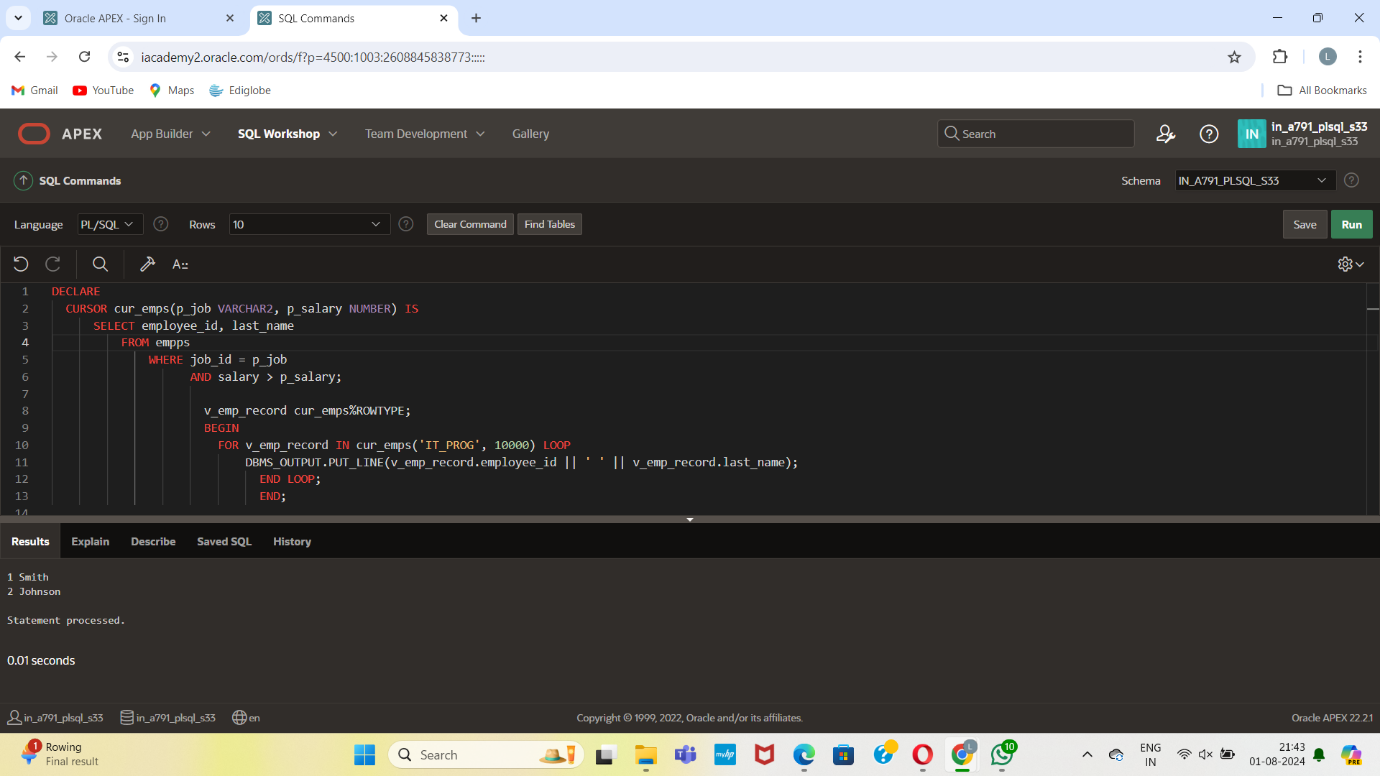 Oracle APEX - Sign In
SQL Commands
iacademy2.oracle.com/ords/f?p=4500:1003:2608845838773:::::
L
Gmail
YouTube
Maps
Ediglobe
All Bookmarks
APEX
App Builder
SQL Workshop
Team Development
Gallery
Search
IN
in_a791_plsql_s33
in_a791_plsql_s33
SQL Commands
Schema
IN_A791_PLSQL_S33
Language
PL/SQL
Rows
10
Clear Command
Find Tables
Save
Run
A::
1 DECLARE
2 CURSOR cur_emps(p_job VARCHAR2, p_salary NUMBER) IS
3 SELECT employee_id, last_name
4 FROM empps
5 WHERE job_id = p_job
6 AND salary > p_salary;
7
8 v_emp_record cur_emps%ROWTYPE;
9 BEGIN
10 FOR v_emp_record IN cur_emps('IT_PROG', 10000) LOOP
11 DBMS_OUTPUT.PUT_LINE(v_emp_record.employee_id || ' ' || v_emp_record.last_name);
12 END LOOP;
13 END;
14
Results
Explain
Describe
Saved SQL
History
1 Smith
2 Johnson
Statement processed.
0.01 seconds
in_a791_plsql_s33
in_a791_plsql_s33
en
Copyright © 1999, 2022, Oracle and/or its affiliates.
Oracle APEX 22.2.1
1
Rowing
Final result
Search
myhp
L
10
ENG
IN
21:43
01-08-2024
PRE